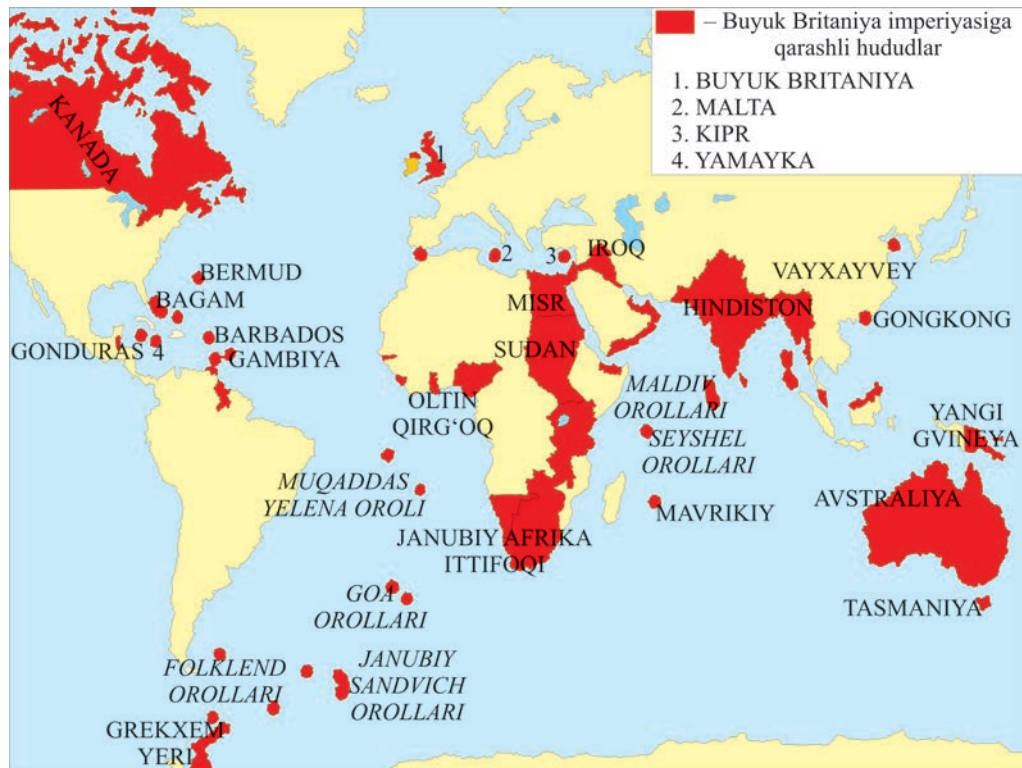 – Buyuk Britaniya imperiyasiga
qarashli hududlar
1. BUYUK BRITANIYA
2. MALTA
3. KIPR
4. YAMAYKA
KANADA
1
2
3
IROQ
VAYXAYVEY
BERMUD
BAGAM
MISR
HINDISTON
GONGKONG
BARBADOS
GONDURAS 4
GAMBIYA
SUDAN
MALDIV
OROLLARI
OLTIN
QIRG‘OQ
SEYSHEL
OROLLARI
YANGI
GVINEYA
MUQADDAS
YELENA OROLI
MAVRIKIY
AVSTRALIYA
JANUBIY AFRIKA
ITTIFOQI
GOA
OROLLARI
TASMANIYA
FOLKLEND
OROLLARI
JANUBIY
SANDVICH
OROLLARI
GREKXEM
YERI